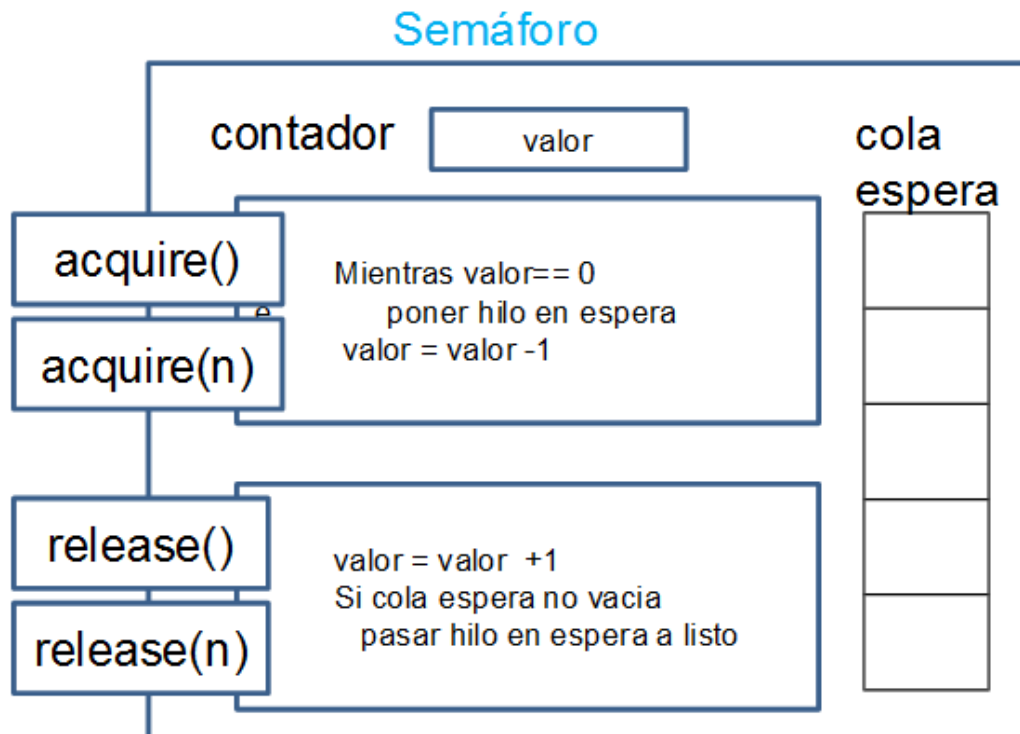 Semáforo
contador
valor
cola
espera
acquire()
e
acquire(n)
Mientras valor== 0
poner hilo en espera
valor = valor -1
release()
release(n)
valor = valor +1
Si cola espera no vacia
pasar hilo en espera a listo